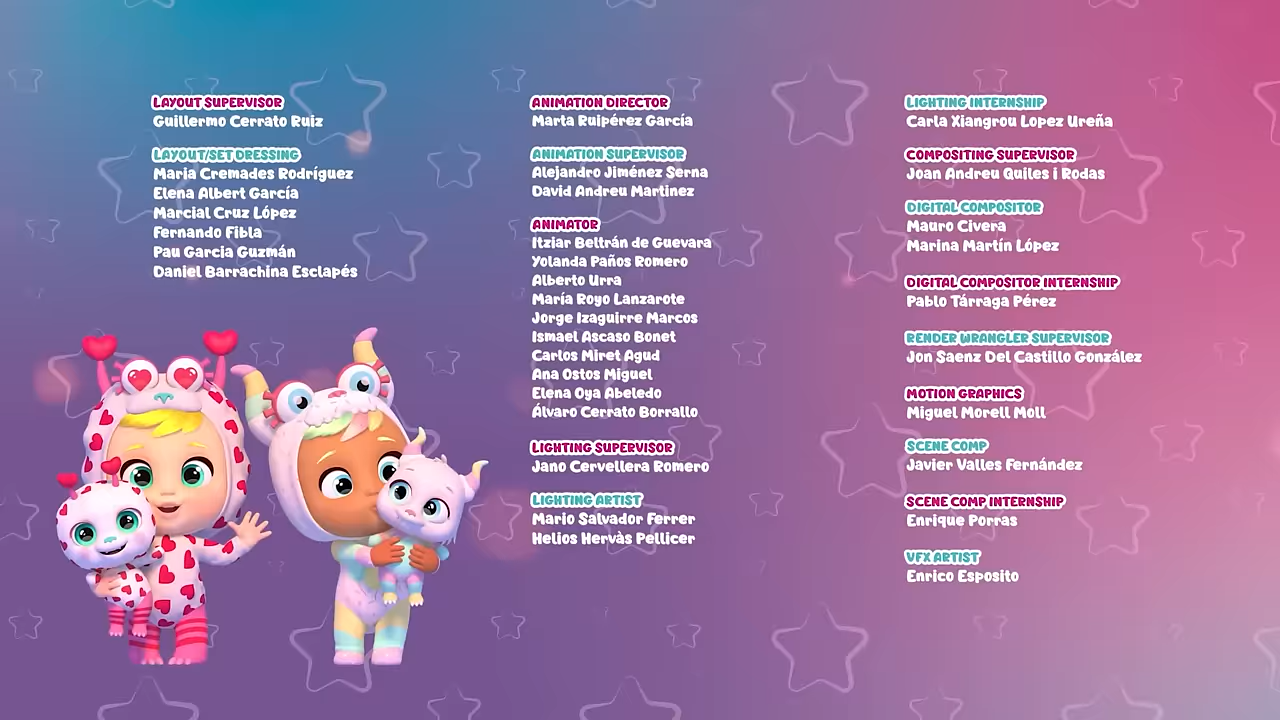 LAYOUT SUPERVISOR
Guillermo Cerrato Ruiz
LAYOUT/SET DRESSING
Maria Cremades Rodríguez
Elena Albert García
Marcial Cruz López
Fernando Fibla
Pau Garcia Guzmán
Daniel Barrachina Esclapés
ANIMATION DIRECTOR
Marta Ruipérez García
ANIMATION SUPERVISOR
Alejandro Jiménez Serna
David Andreu Martinez
ANIMATOR
Itziar Beltrán de Guevara
Yolanda Paños Romero
Alberto Urra
María Royo Lanzarote
Jorge Izaguirre Marcos
Ismael Ascaso Bonet
Carlos Miret Agud
Ana Ostos Miguel
Elena Oya Abeledo
Álvaro Cerrato Borrallo
LIGHTING SUPERVISOR
Jano Cervellera Romero
LIGHTING ARTIST
Mario Salvador Ferrer
Helios Hervàs Pellicer
LIGHTING INTERNSHIP
Carla Xiangrou Lopez Ureña
COMPOSITING SUPERVISOR
Joan Andreu Quiles i Rodas
DIGITAL COMPOSITOR
Mauro Civera
Marina Martín López
DIGITAL COMPOSITOR INTERNSHIP
Pablo Tárraga Pérez
RENDER WRANGLER SUPERVISOR
Jon Saenz Del Castillo González
MOTION GRAPHICS
Miguel Morell Moll
SCENE COMP
Javier Valles Fernández
SCENE COMP INTERNSHIP
Enrique Porras
VFX ARTIST
Enrico Esposito